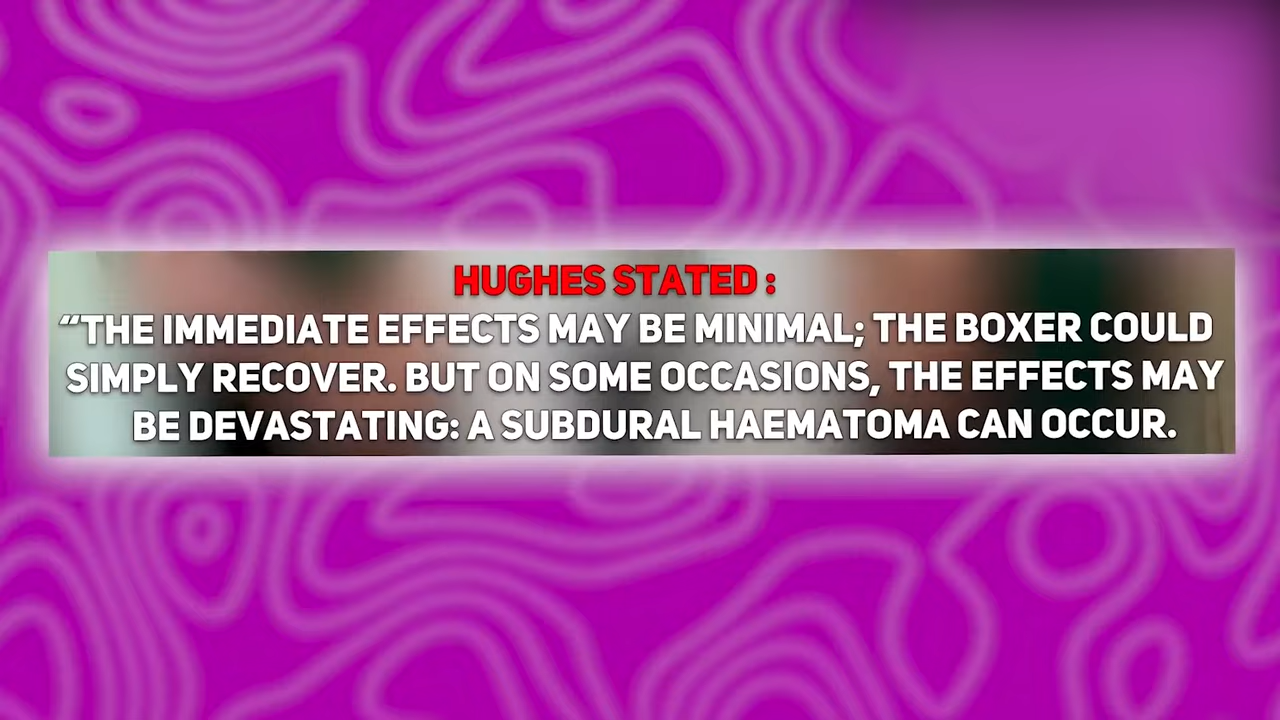 HUGHES STATED :
“THE IMMEDIATE EFFECTS MAY BE MINIMAL; THE BOXER COULD
SIMPLY RECOVER. BUT ON SOME OCCASIONS, THE EFFECTS MAY
BE DEVASTATING: A SUBDURAL HAEMATOMA CAN OCCUR.